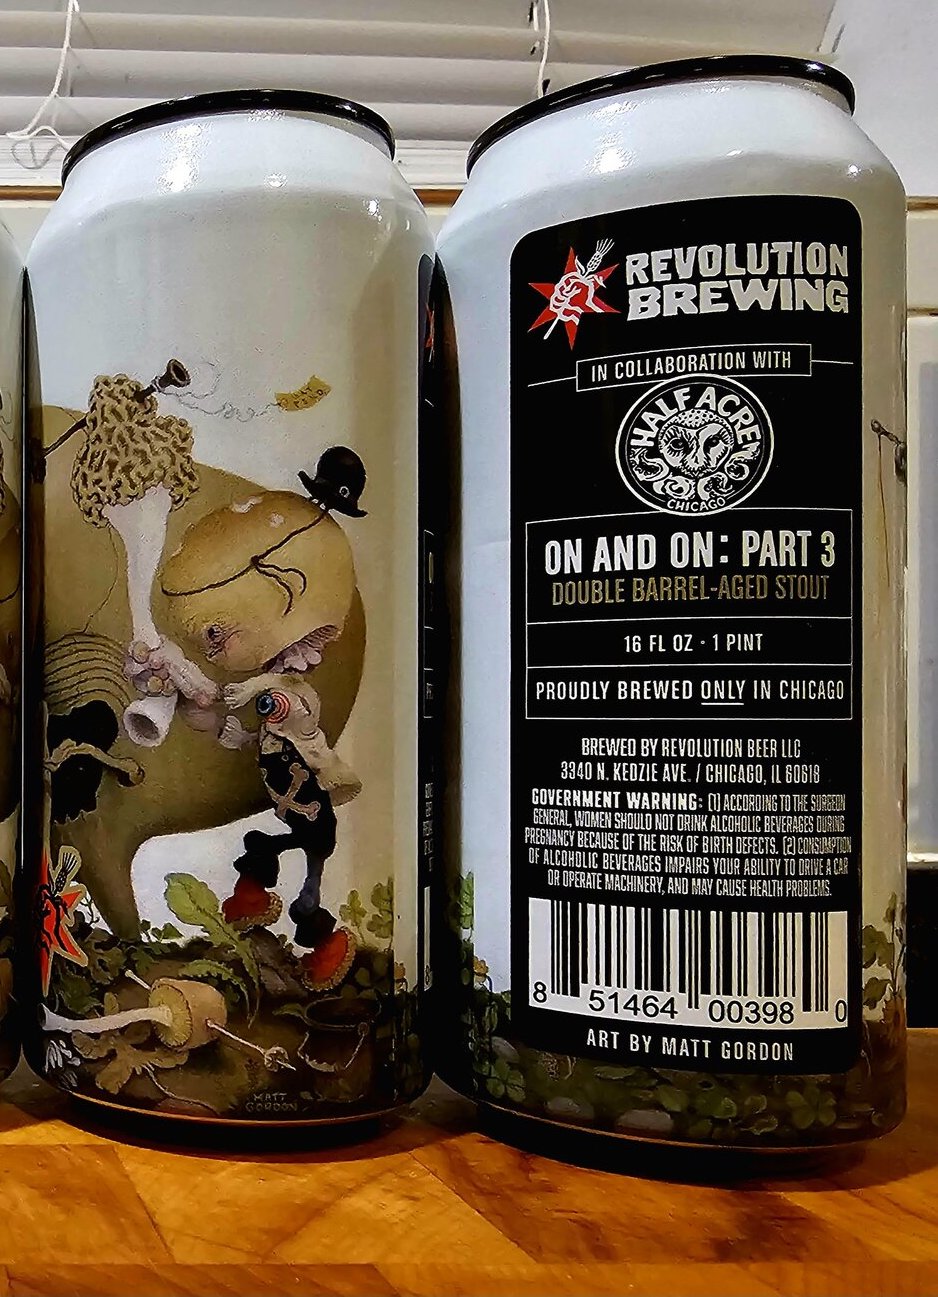 MATT
GORDON
REVOLUTION
BREWING
IN COLLABORATION WITH
HALF ACRE
CHICAGO
ON AND ON: PART 3
DOUBLE BARREL-AGED STOUT
16 FL OZ · 1 PINT
PROUDLY BREWED ONLY IN CHICAGO
BREWED BY REVOLUTION BEER LLC
3340 N. KEDZIE AVE. / CHICAGO, IL 60618
GOVERNMENT WARNING: (1) ACCORDING TO THE SURGEON
GENERAL, WOMEN SHOULD NOT DRINK ALCOHOLIC BEVERAGES DURING
PREGNANCY BECAUSE OF THE RISK OF BIRTH DEFECTS. (2) CONSUMPTION
OF ALCOHOLIC BEVERAGES IMPAIRS YOUR ABILITY TO DRIVE A CAR
OR OPERATE MACHINERY, AND MAY CAUSE HEALTH PROBLEMS.
8 51464 00398 0
ART BY MATT GORDON